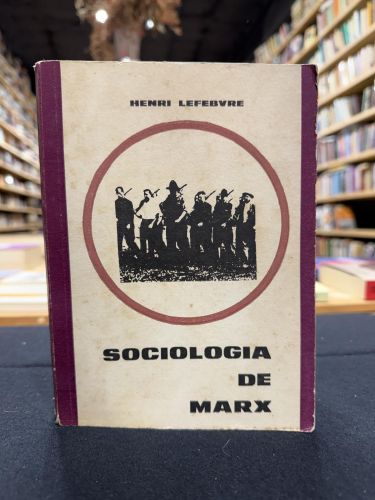 HENRI LEFEBVRE
SOCIOLOGIA
DE
MARX